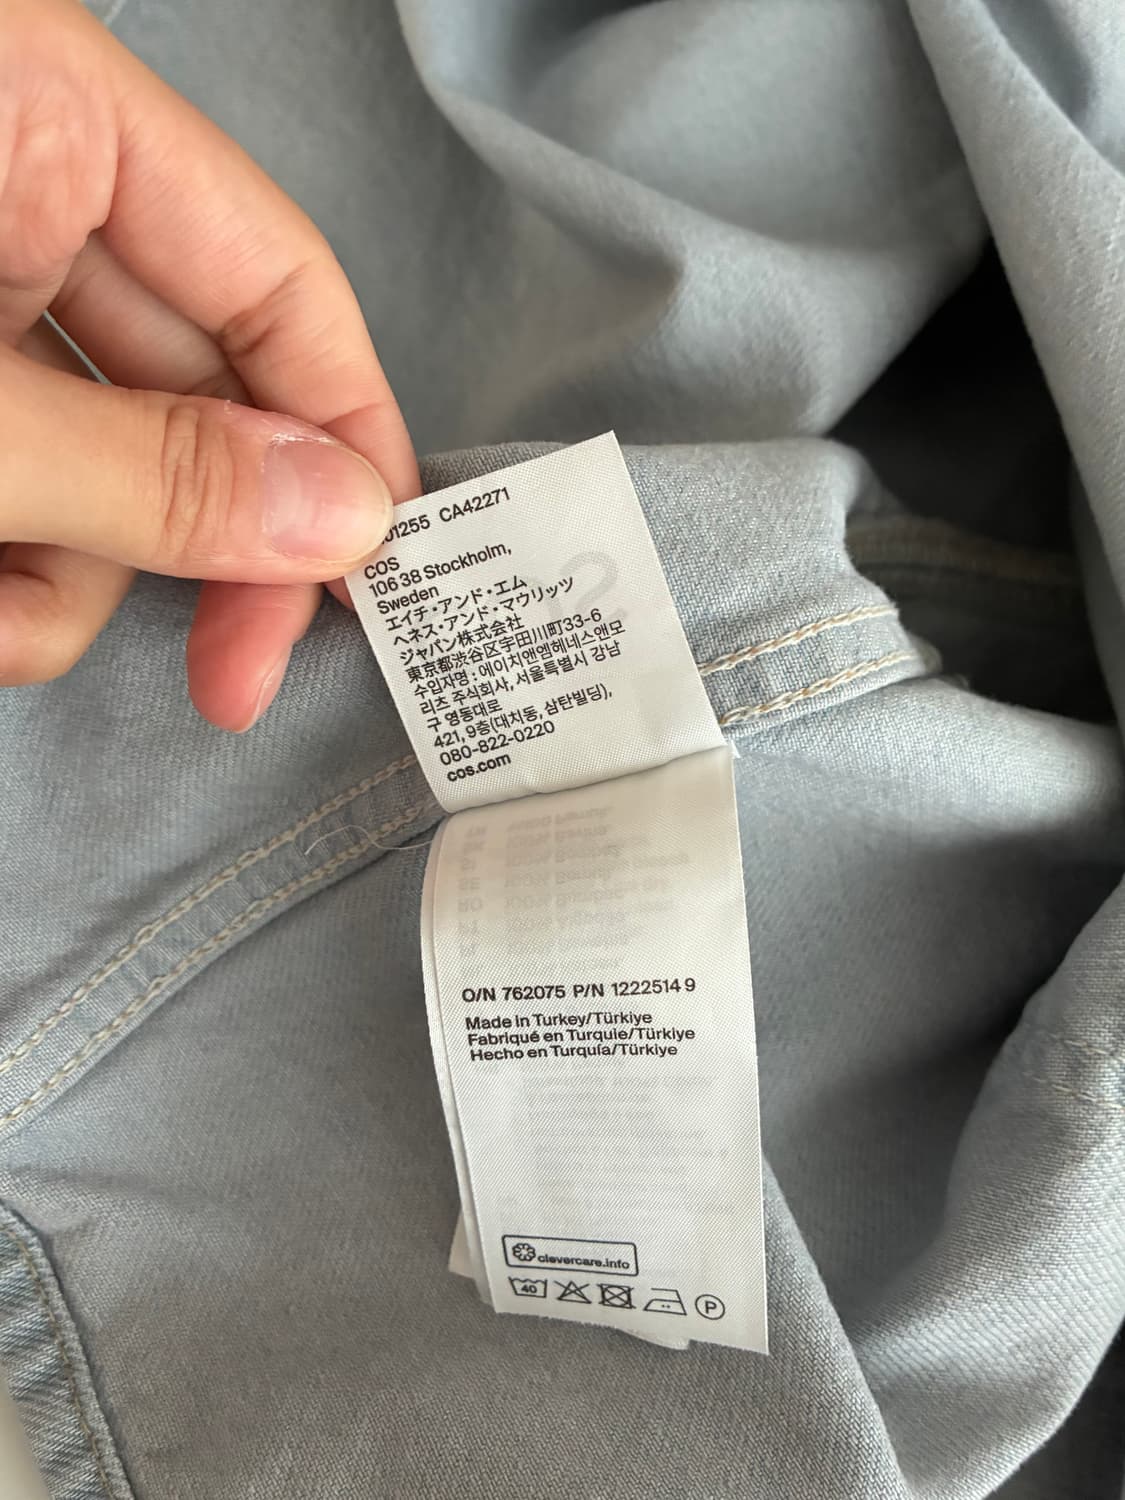 01255 CA42271
COS
106 38 Stockholm,
Sweden
エイチ・アンド・エム
ヘネス・アンド・マウリッツ
ジャパン株式会社
東京都渋谷区宇田川町33-6
수입자명 : 에이치앤엠헤네스앤모
리츠 주식회사, 서울특별시 강남
구 영동대로
421, 9층(대치동, 삼탄빌딩),
080-822-0220
cos.com
O/N 762075 P/N 1222514 9
Made in Turkey/Türkiye
Fabriqué en Turquie/Türkiye
Hecho en Turquía/Türkiye
clevercare.info
40
P